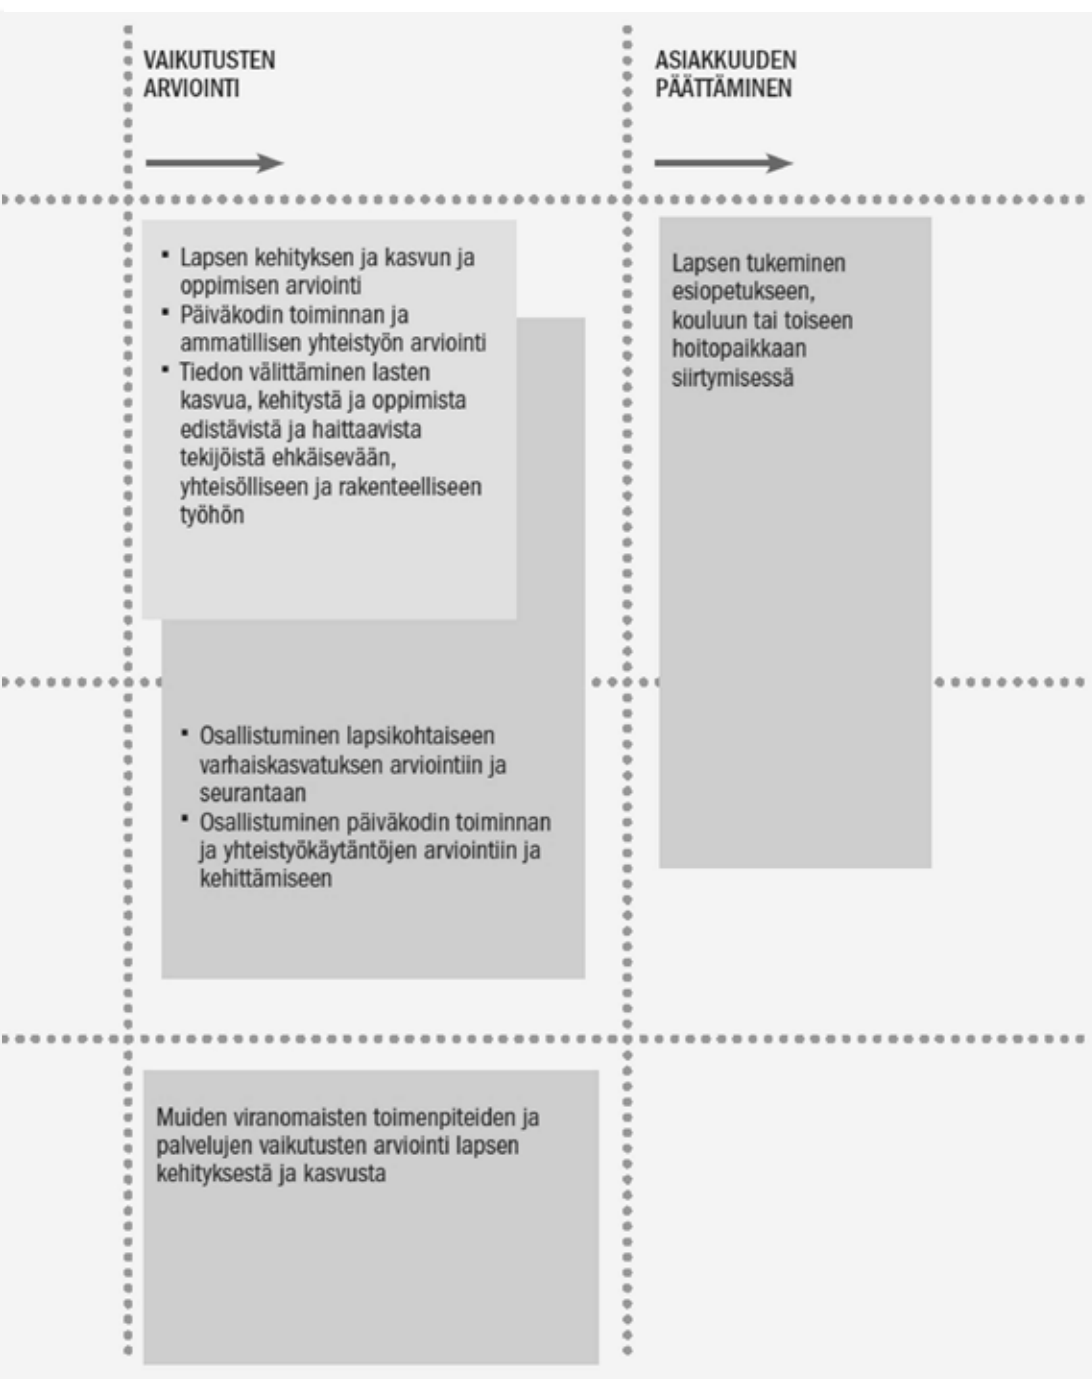 VAIKUTUSTEN
ARVIOINTI
ASIAKKUUDEN
PÄÄTTÄMINEN
▪ Lapsen kehityksen ja kasvun ja
oppimisen arviointi
▪ Päiväkodin toiminnan ja
ammatillisen yhteistyön arviointi
▪ Tiedon välittäminen lasten
kasvua, kehitystä ja oppimista
edistävistä ja haittaavista
tekijöistä ehkäisevään,
yhteisölliseen ja rakenteelliseen
työhön
Lapsen tukeminen
esiopetukseen,
kouluun tai toiseen
hoitopaikkaan
siirtymisessä
▪ Osallistuminen lapsikohtaiseen
varhaiskasvatuksen arviointiin ja
seurantaan
▪ Osallistuminen päiväkodin toiminnan
ja yhteistyökäytäntöjen arviointiin ja
kehittämiseen
Muiden viranomaisten toimenpiteiden ja
palvelujen vaikutusten arviointi lapsen
kehityksestä ja kasvusta